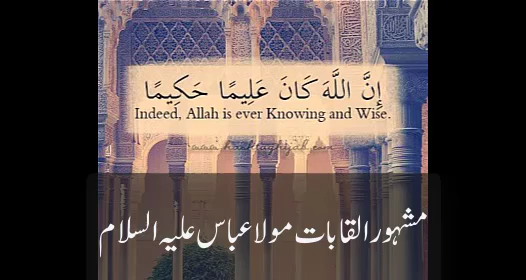 إِنَّ اللَّهَ كَانَ عَلِيمًا حَكِيمًا
Indeed, Allah is ever Knowing and Wise.
مشہور القابات مولا عباس علیہ السلام